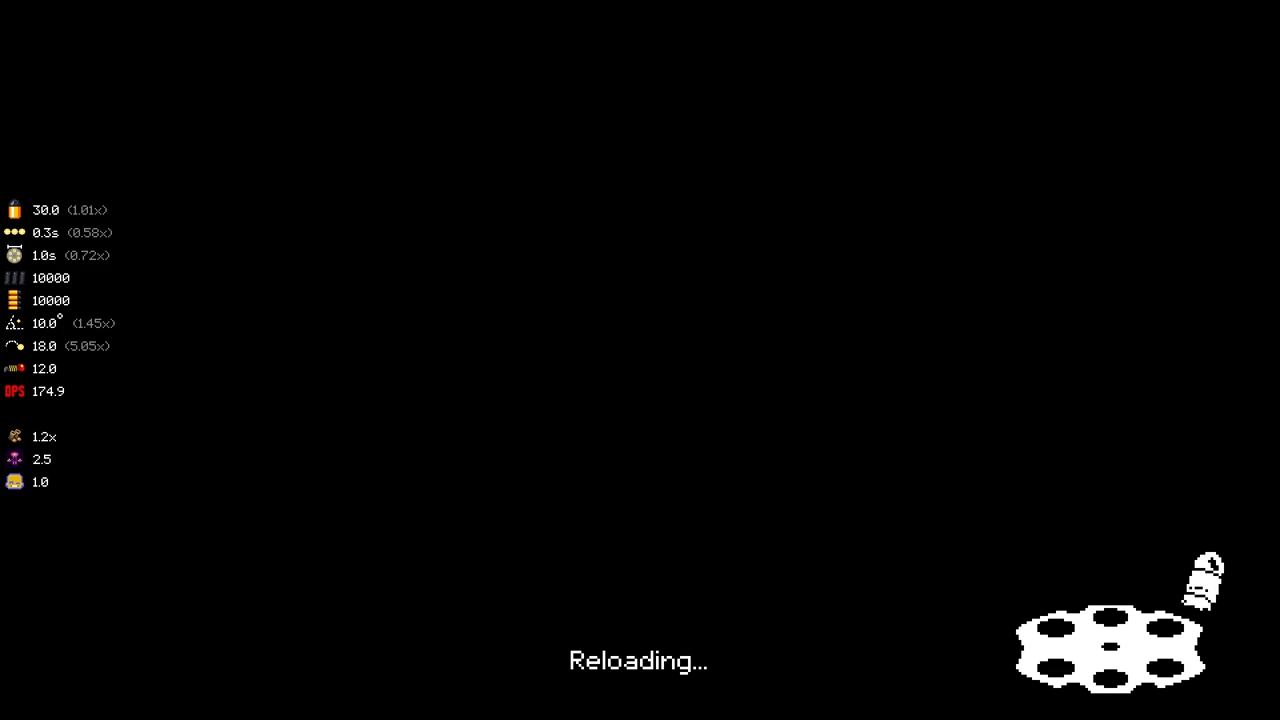 30.0 (1.01x)
0.3s (0.58x)
1.0s (0.72x)
10000
10000
10.0° (1.45x)
18.0 (5.05x)
12.0
DPS 174.9
1.2x
2.5
1.0
Reloading...